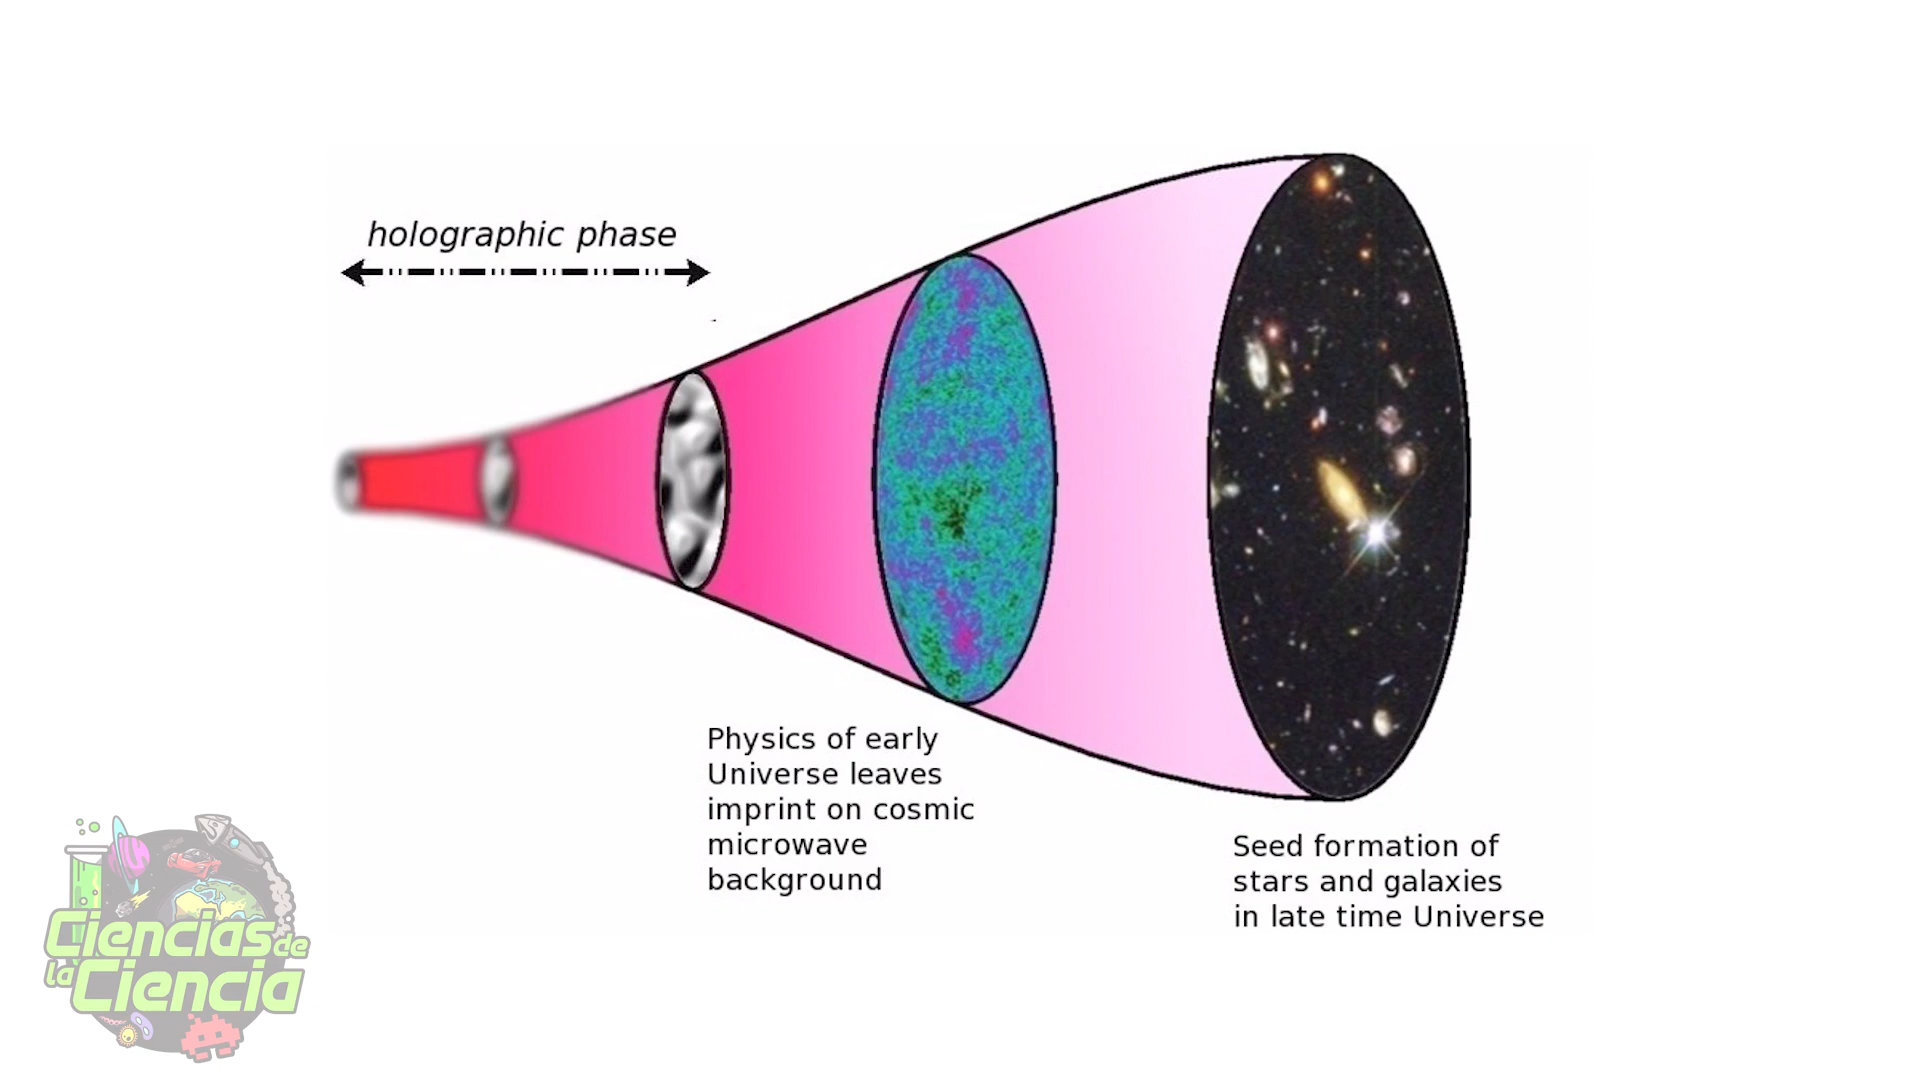 holographic phase
Physics of early
Universe leaves
imprint on cosmic
microwave
background
Seed formation of
stars and galaxies
in late time Universe
Ciencias de
la Ciencia